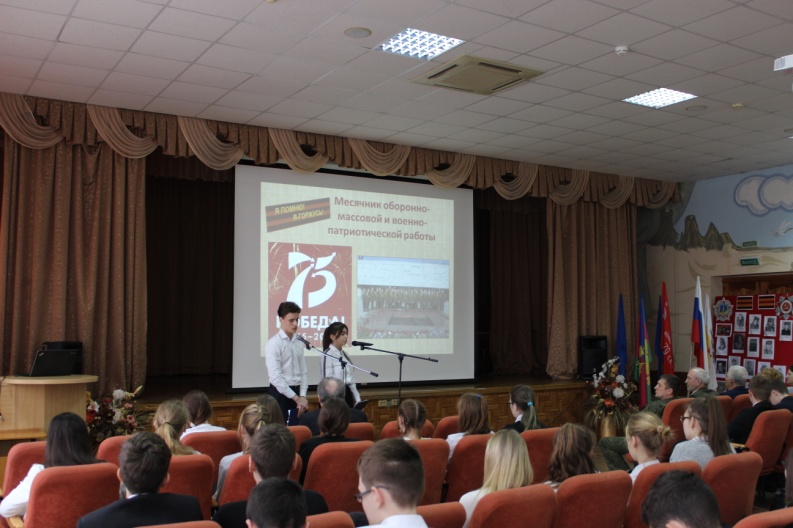 Я ПОМНЮ!
Я ГОРЖУСЬ!
Месячник оборонно-
массовой и военно-
патриотической работы
75
ПОБЕДА!